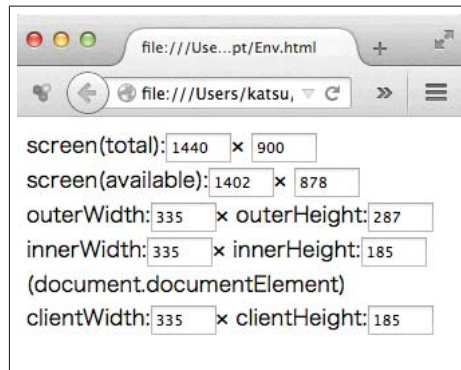 file:///Use...pt/Env.html
file:///Users/katsu,
screen(total): 1440 × 900
screen(available): 1402 × 878
outerWidth: 335 × outerHeight: 287
innerWidth: 335 × innerHeight: 185
(document.documentElement)
clientWidth: 335 × clientHeight: 185